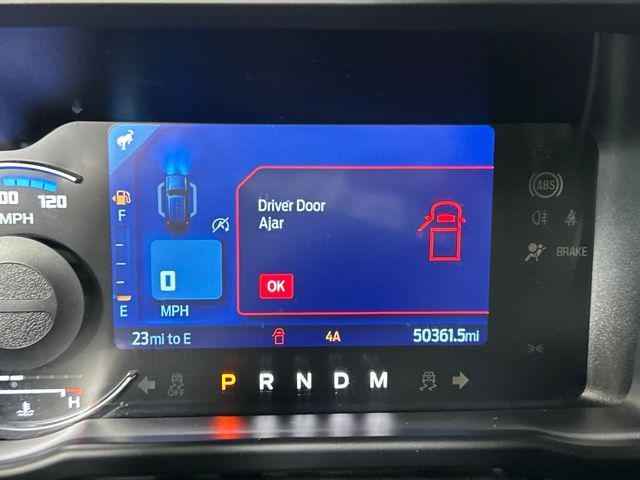 00 120
MPH
F
E
0
MPH
Driver Door
Ajar
OK
ABS
BRAKE
23mi to E
4A
50361.5mi
OFF
P R N D M
H